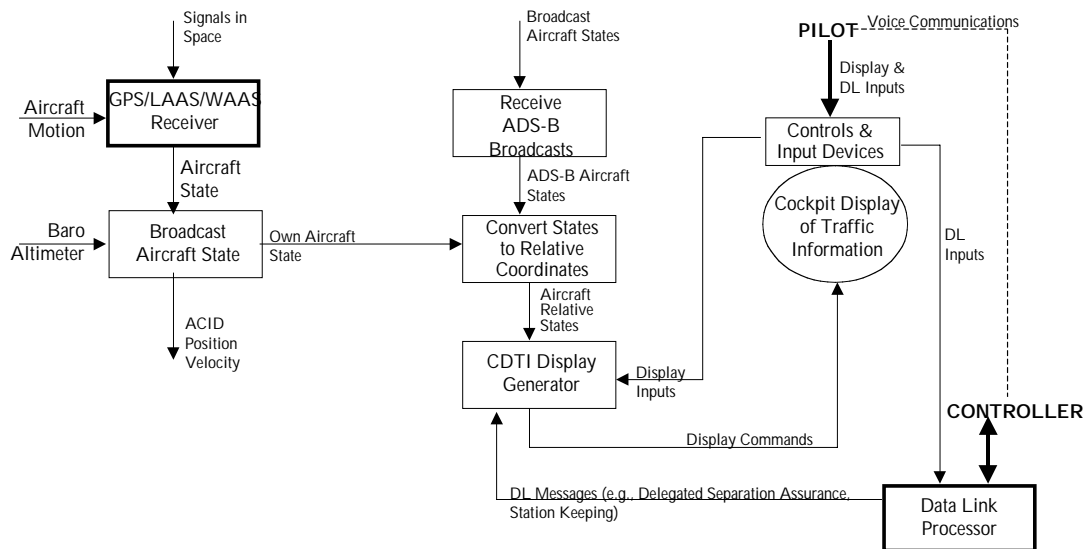 Signals in
Space
Broadcast
Aircraft States
PILOT
Voice Communications
Display &
DL Inputs
GPS/LAAS/WAAS
Receiver
Aircraft
Motion
Receive
ADS-B
Broadcasts
Controls &
Input Devices
Aircraft
State
ADS-B Aircraft
States
Cockpit Display
of Traffic
Information
Baro
Altimeter
Broadcast
Aircraft State
Own Aircraft
State
Convert States
to Relative
Coordinates
DL
Inputs
Aircraft
Relative
States
ACID
Position
Velocity
CDTI Display
Generator
Display
Inputs
CONTROLLER
Display Commands
DL Messages (e.g., Delegated Separation Assurance,
Station Keeping)
Data Link
Processor